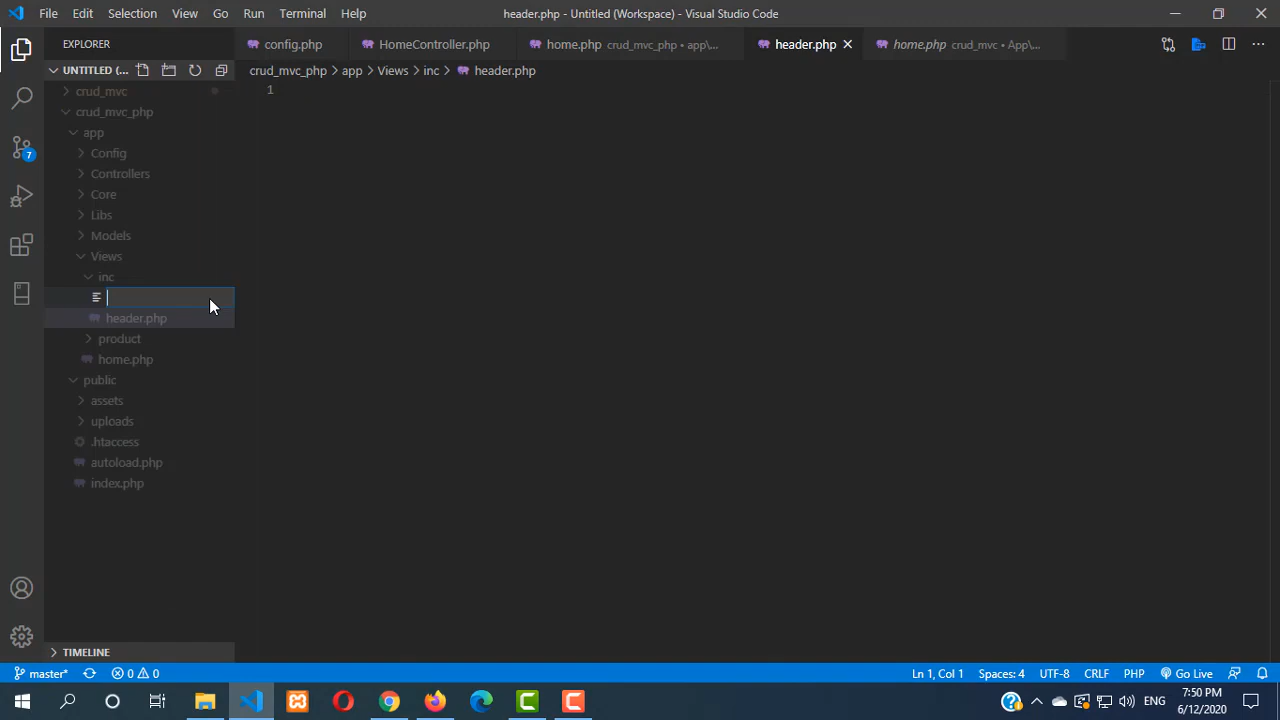 File Edit Selection View Go Run Terminal Help
header.php - Untitled (Workspace) - Visual Studio Code
EXPLORER
config.php
HomeController.php
home.php crud_mvc_php • app\...
header.php
home.php crud_mvc • App\...
UNTITLED (...
crud_mvc_php > app > Views > inc > header.php
1
crud_mvc
crud_mvc_php
app
Config
7
Controllers
Core
Libs
Models
Views
inc
header.php
product
home.php
public
assets
uploads
.htaccess
autoload.php
index.php
TIMELINE
master* 0 0
Ln 1, Col 1 Spaces: 4 UTF-8 CRLF PHP Go Live
ENG
7:50 PM
6/12/2020